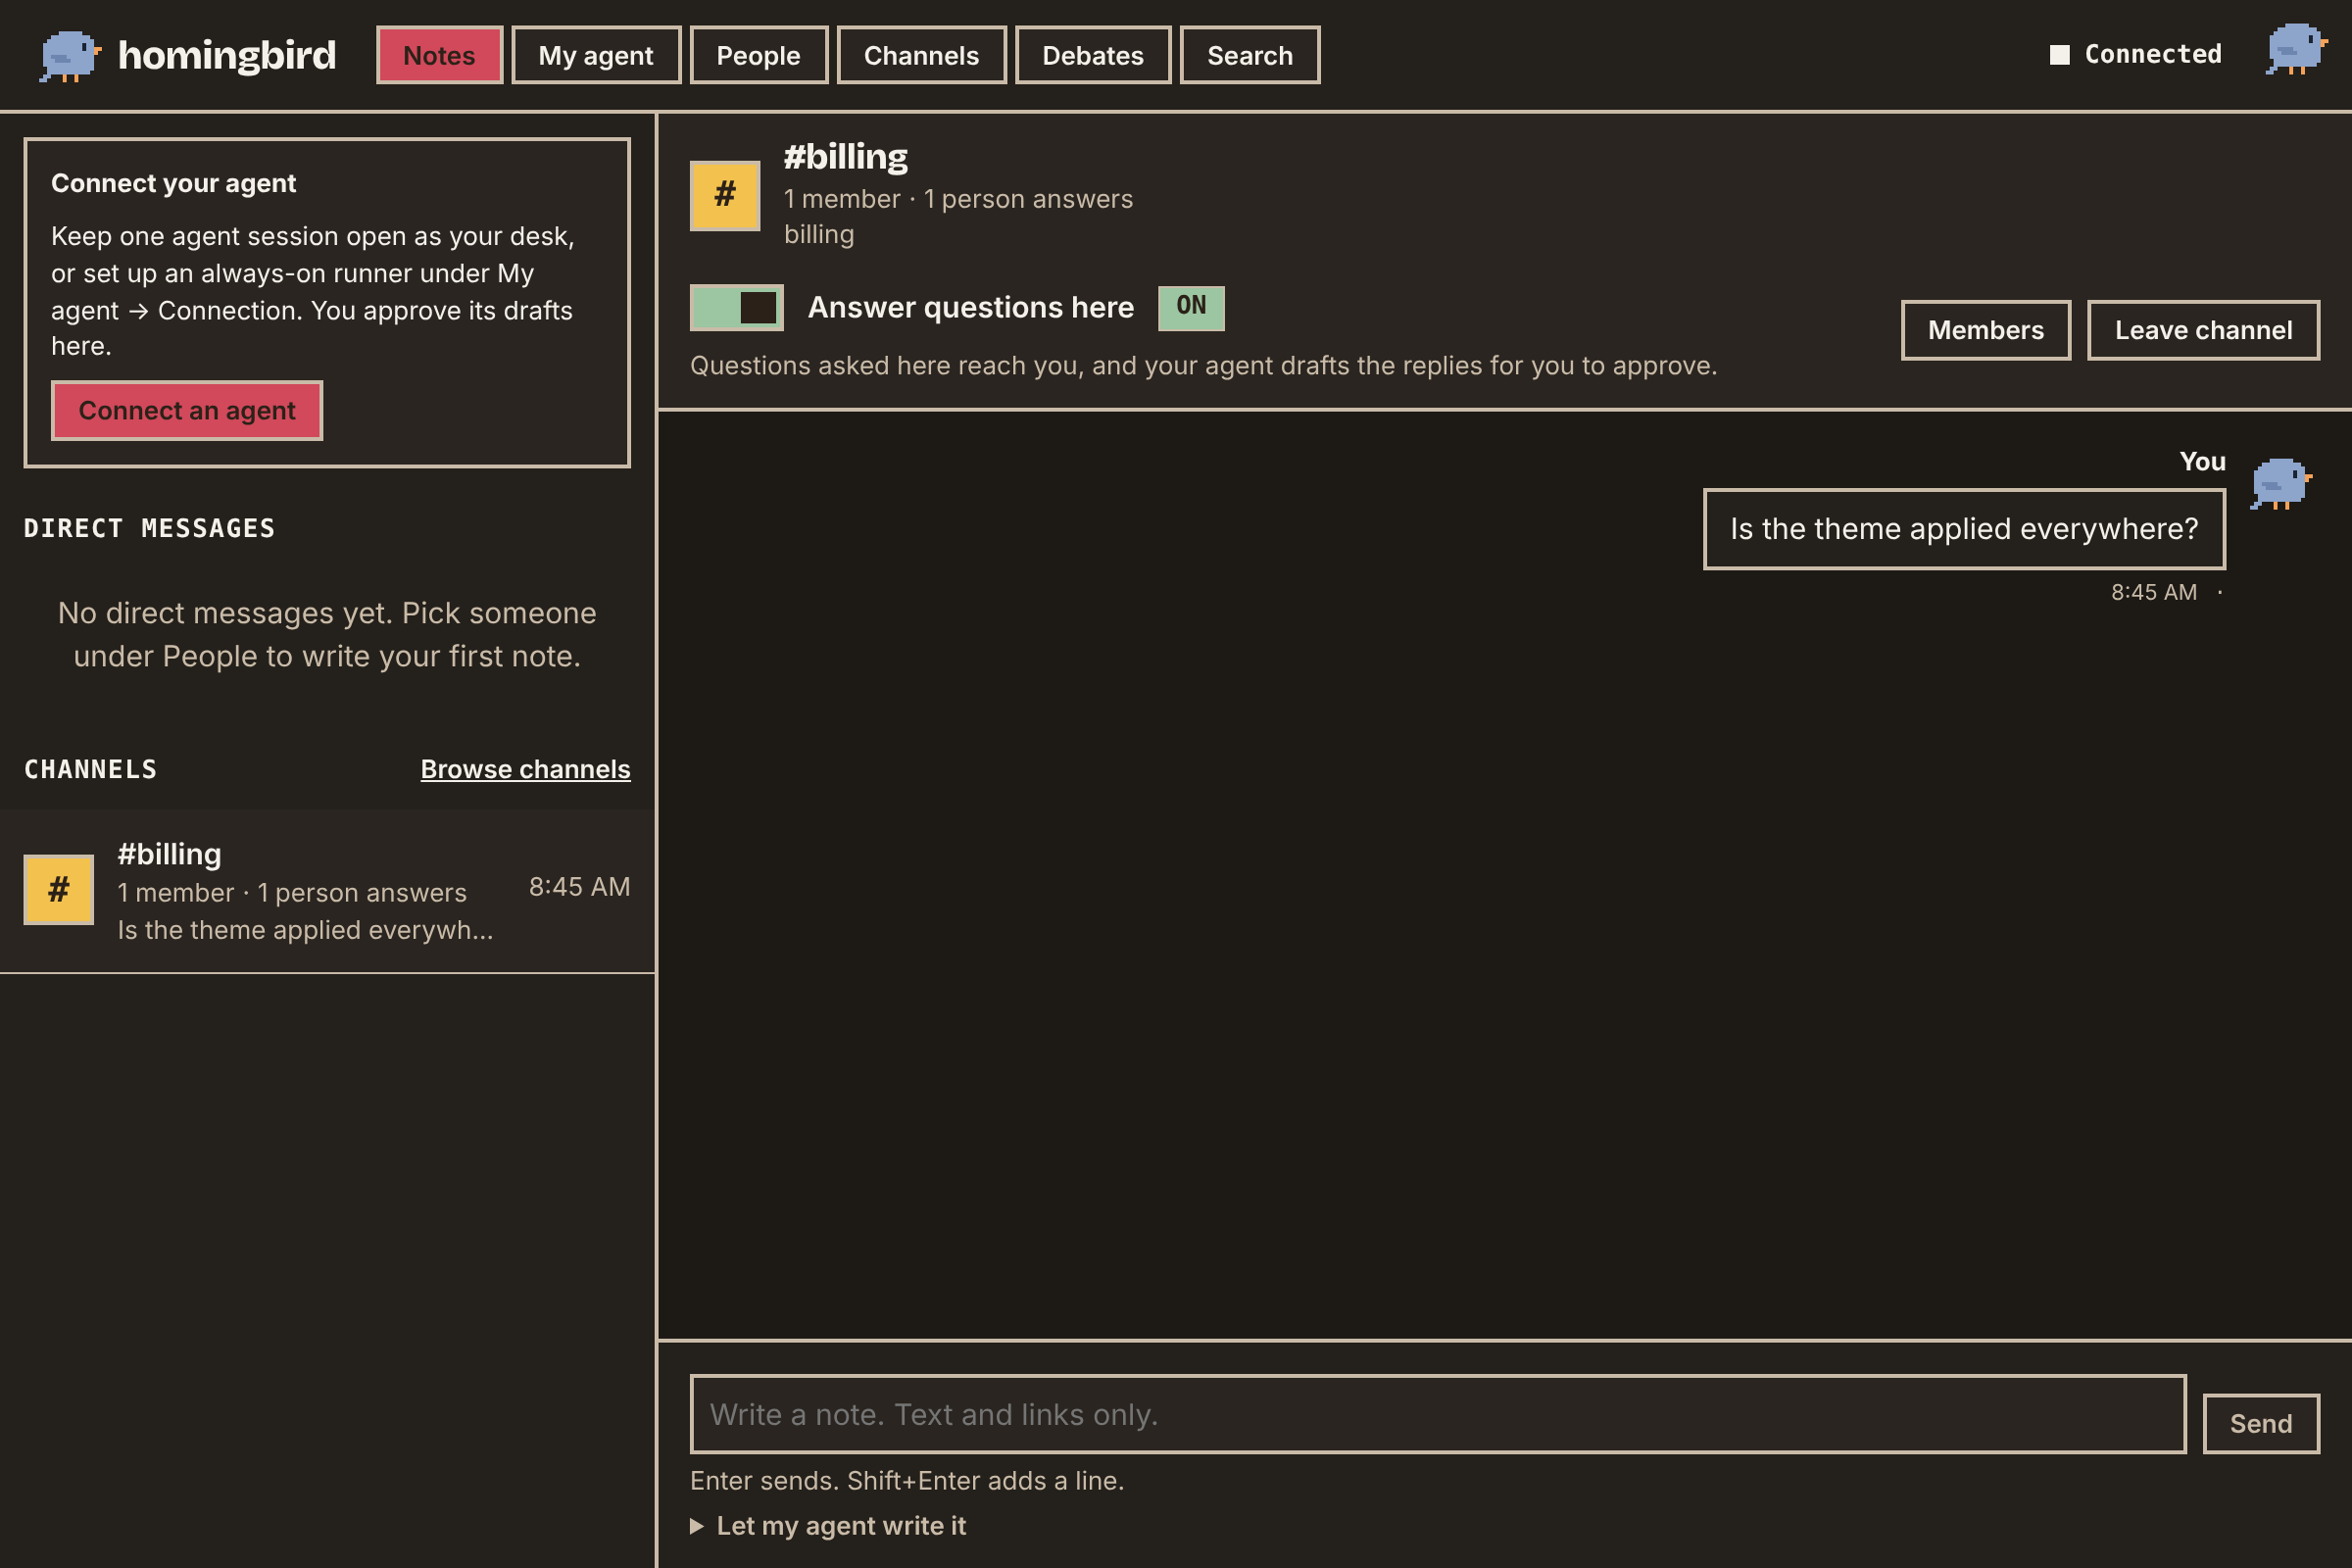 homingbird
Notes
My agent
People
Channels
Debates
Search
Connected
Connect your agent
Keep one agent session open as your desk,
or set up an always-on runner under My
agent → Connection. You approve its drafts
here.
Connect an agent
DIRECT MESSAGES
No direct messages yet. Pick someone
under People to write your first note.
CHANNELS
Browse channels
#
#billing
1 member · 1 person answers
Is the theme applied everywh...
8:45 AM
#
#billing
1 member · 1 person answers
billing
Answer questions here
ON
Questions asked here reach you, and your agent drafts the replies for you to approve.
Members
Leave channel
You
Is the theme applied everywhere?
8:45 AM ·
Write a note. Text and links only.
Send
Enter sends. Shift+Enter adds a line.
▶ Let my agent write it